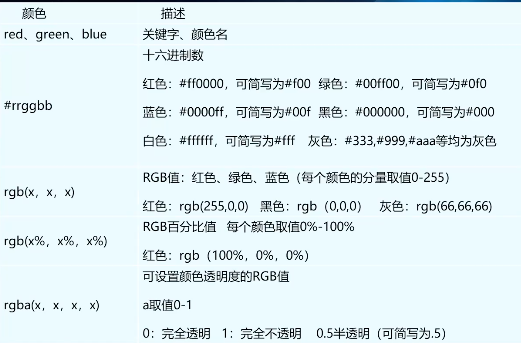 颜色 描述
red、green、blue 关键字、颜色名
#rrggbb
十六进制数
红色：#ff0000，可简写为#f00 绿色：#00ff00，可简写为#0f0
蓝色：#0000ff，可简写为#00f 黑色：#000000，可简写为#000
白色：#ffffff，可简写为#fff 灰色：#333,#999,#aaa等均为灰色
rgb(x，x，x)
RGB值：红色、绿色、蓝色（每个颜色的分量取值0-255）
红色：rgb(255,0,0) 黑色：rgb（0,0,0） 灰色：rgb(66,66,66)
rgb(x%，x%，x%)
RGB百分比值 每个颜色取值0%-100%
红色：rgb（100%，0%，0%）
rgba(x，x，x，x)
可设置颜色透明度的RGB值
a取值0-1
0：完全透明 1：完全不透明 0.5半透明（可简写为.5）